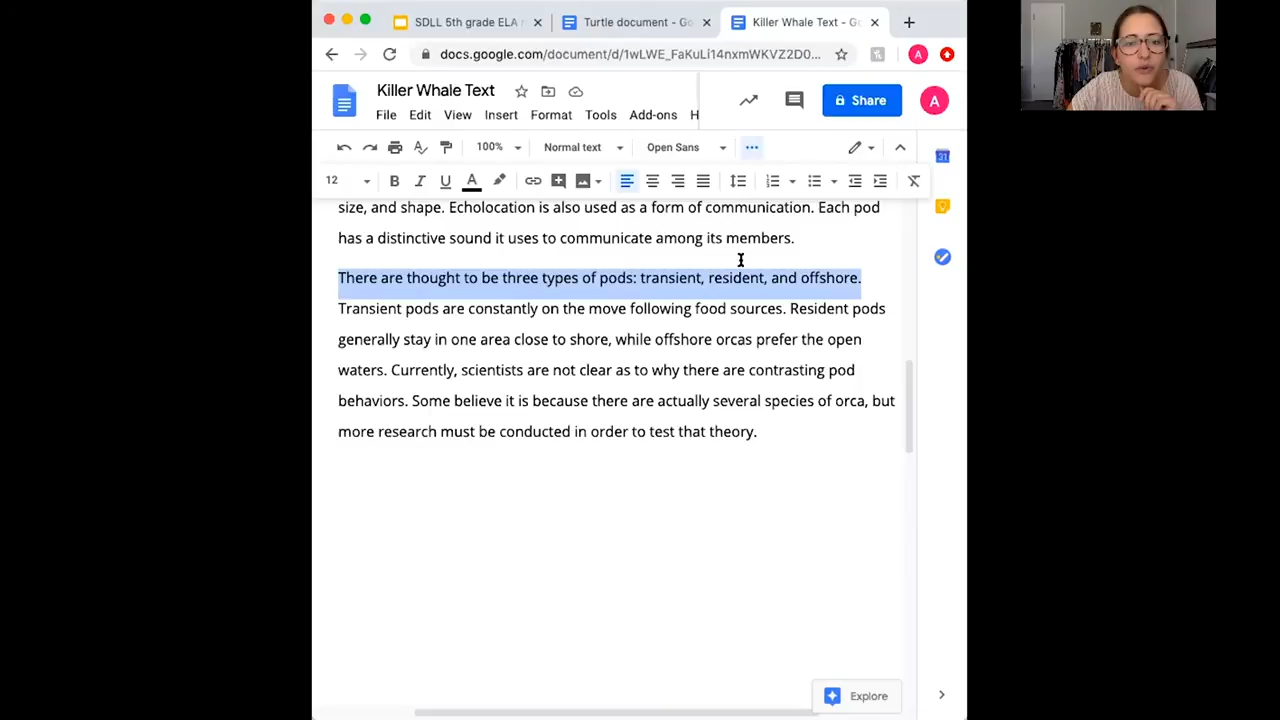 SDLL 5th grade ELA
Turtle document - Go
Killer Whale Text - Go
docs.google.com/document/d/1wLWE_FaKuLi14nxmWKVZ2D0...
A
Killer Whale Text
Share
A
File Edit View Insert Format Tools Add-ons H
100% Normal text Open Sans
12 B I U A
31
size, and shape. Echolocation is also used as a form of communication. Each pod
has a distinctive sound it uses to communicate among its members.
There are thought to be three types of pods: transient, resident, and offshore.
Transient pods are constantly on the move following food sources. Resident pods
generally stay in one area close to shore, while offshore orcas prefer the open
waters. Currently, scientists are not clear as to why there are contrasting pod
behaviors. Some believe it is because there are actually several species of orca, but
more research must be conducted in order to test that theory.
Explore